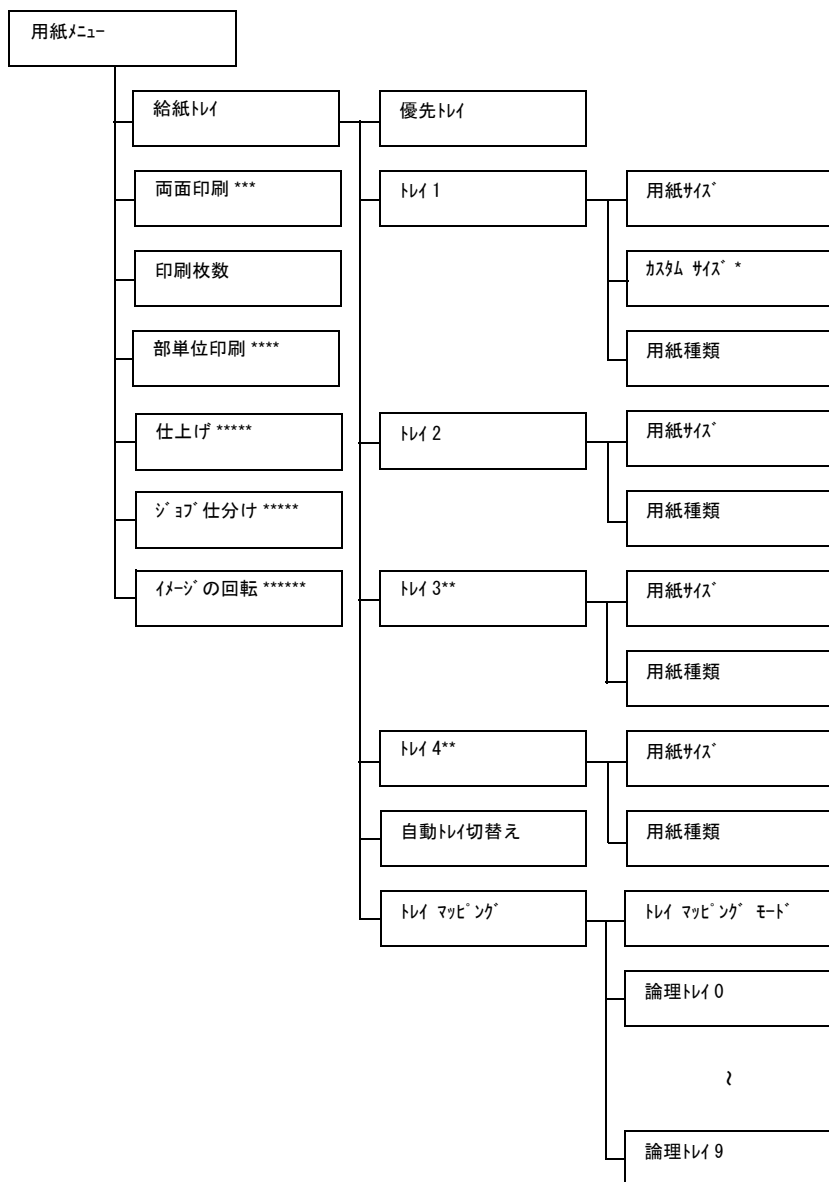 用紙ﾒﾆｭｰ
給紙ﾄﾚｲ
優先ﾄﾚｲ
両面印刷 ***
ﾄﾚｲ 1
用紙ｻｲｽﾞ
印刷枚数
ｶｽﾀﾑ ｻｲｽﾞ *
部単位印刷 ****
用紙種類
仕上げ *****
ﾄﾚｲ 2
用紙ｻｲｽﾞ
ｼﾞｮﾌﾞ仕分け *****
用紙種類
ｲﾒｰｼﾞの回転 ******
ﾄﾚｲ 3**
用紙ｻｲｽﾞ
用紙種類
ﾄﾚｲ 4**
用紙ｻｲｽﾞ
自動ﾄﾚｲ切替え
用紙種類
ﾄﾚｲ ﾏｯﾋﾟﾝｸﾞ
ﾄﾚｲ ﾏｯﾋﾟﾝｸﾞ ﾓｰﾄﾞ
論理ﾄﾚｲ 0
~
論理ﾄﾚｲ 9